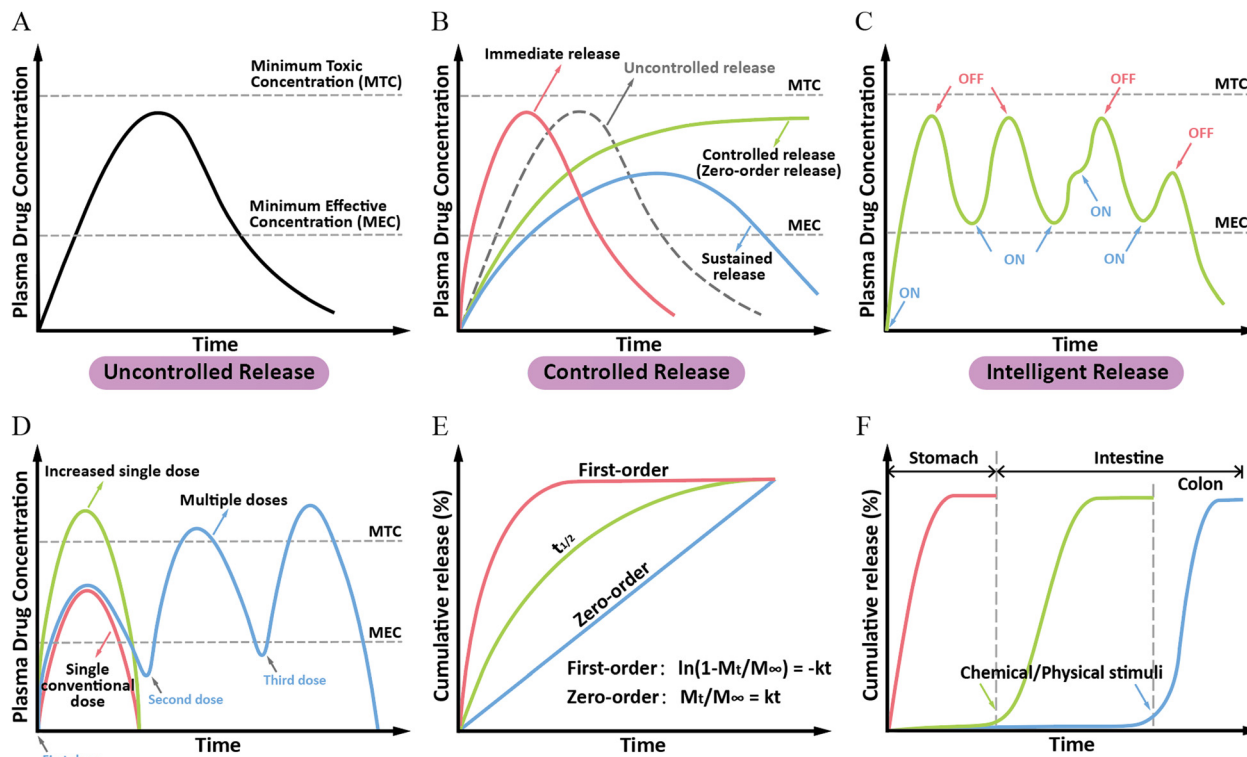 A
Minimum Toxic
Concentration (MTC)
Minimum Effective
Concentration (MEC)
Plasma Drug Concentration
Time
Uncontrolled Release
B
Immediate release
Uncontrolled release
MTC
Controlled release
(Zero-order release)
MEC
Sustained
release
Plasma Drug Concentration
Time
Controlled Release
C
OFF
OFF
MTC
OFF
ON
MEC
ON
ON
ON
ON
Plasma Drug Concentration
Time
Intelligent Release
D
Increased single dose
Multiple doses
MTC
MEC
Single
conventional
dose
Second dose
Third dose
Plasma Drug Concentration
Time
E
First-order
t1/2
Zero-order
First-order: ln(1-Mt/M∞) = -kt
Zero-order: Mt/M∞ = kt
Cumulative release (%)
Time
F
Stomach
Intestine
Colon
Chemical/Physical stimuli
Cumulative release (%)
Time